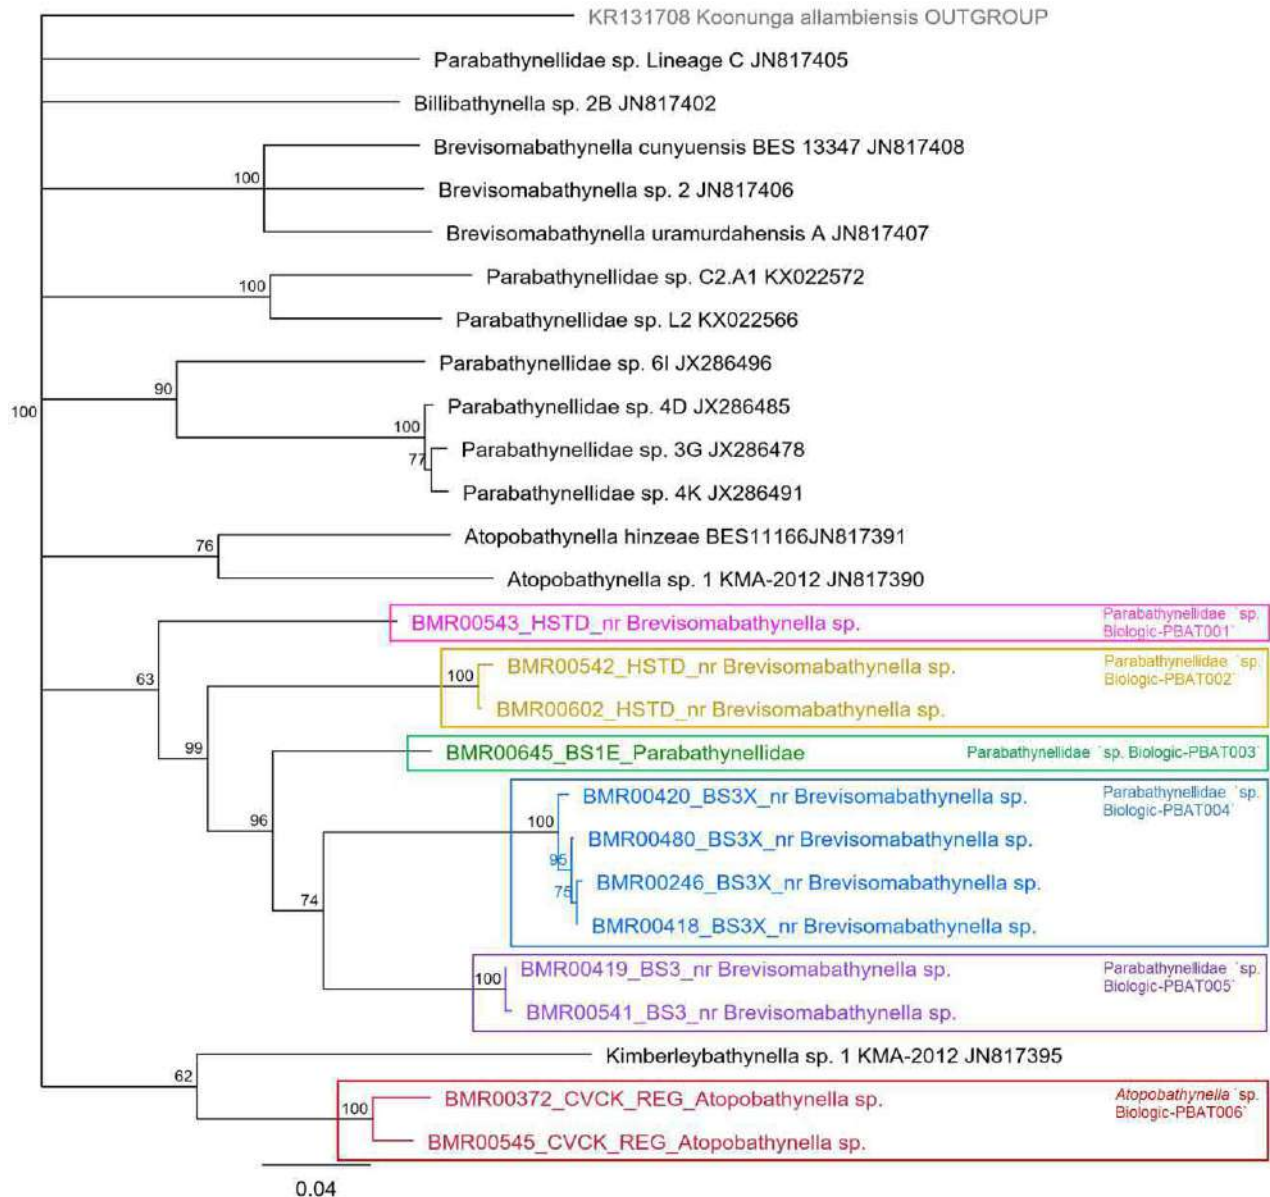 KR131708 Koonunga allambiensis OUTGROUP
Parabathynellidae sp. Lineage C JN817405
Billibathynella sp. 2B JN817402
Brevisomabathynella cunyuensis BES 13347 JN817408
100
Brevisomabathynella sp. 2 JN817406
Brevisomabathynella uramurdahensis A JN817407
Parabathynellidae sp. C2.A1 KX022572
100
Parabathynellidae sp. L2 KX022566
Parabathynellidae sp. 6I JX286496
90
Parabathynellidae sp. 4D JX286485
100
100
Parabathynellidae sp. 3G JX286478
77
Parabathynellidae sp. 4K JX286491
Atopobathynella hinzeae BES11166JN817391
76
Atopobathynella sp. 1 KMA-2012 JN817390
BMR00543_HSTD_nr Brevisomabathynella sp.
Parabathynellidae `sp.
Biologic-PBAT001`
BMR00542_HSTD_nr Brevisomabathynella sp.
Parabathynellidae `sp.
Biologic-PBAT002`
100
63
BMR00602_HSTD_nr Brevisomabathynella sp.
99
BMR00645_BS1E_Parabathynellidae
Parabathynellidae `sp. Biologic-PBAT003`
BMR00420_BS3X_nr Brevisomabathynella sp.
Parabathynellidae `sp.
Biologic-PBAT004`
96
100
BMR00480_BS3X_nr Brevisomabathynella sp.
95
BMR00246_BS3X_nr Brevisomabathynella sp.
75
74
BMR00418_BS3X_nr Brevisomabathynella sp.
BMR00419_BS3_nr Brevisomabathynella sp.
Parabathynellidae `sp.
Biologic-PBAT005`
100
BMR00541_BS3_nr Brevisomabathynella sp.
Kimberleybathynella sp. 1 KMA-2012 JN817395
62
BMR00372_CVCK_REG_Atopobathynella sp.
Atopobathynella `sp.
Biologic-PBAT006`
100
BMR00545_CVCK_REG_Atopobathynella sp.
0.04